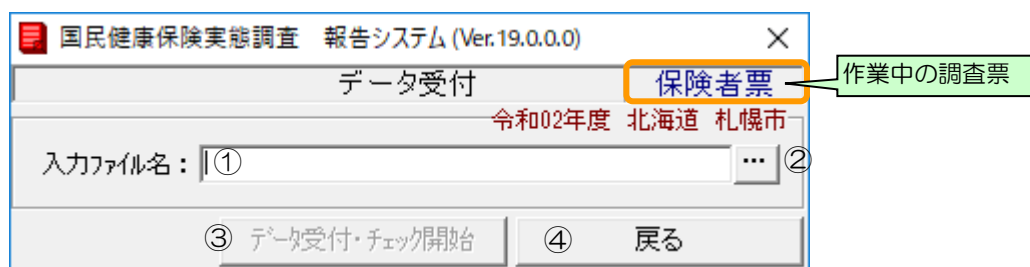 国民健康保険実態調査　報告システム (Ver.19.0.0.0)
データ受付
保険者票
作業中の調査票
令和02年度 北海道 札幌市
入力ファイル名： ① ... ②
③ データ受付・チェック開始 ④ 戻る